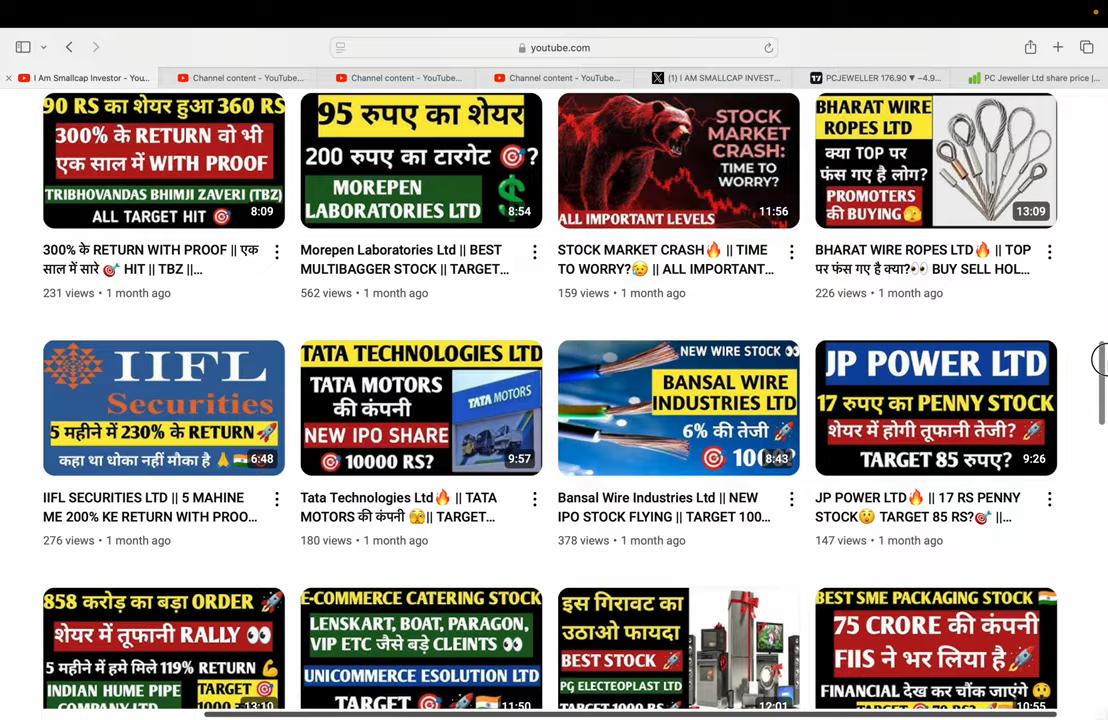 youtube.com
I Am Smallcap Investor - You...
Channel content - YouTube...
Channel content - YouTube...
Channel content - YouTube...
(1) I AM SMALLCAP INVEST...
PCJEWELLER 176.90 ▼ −4.9...
PC Jeweller Ltd share price |...
90 RS का शेयर हुआ 360 RS
300% के RETURN वो भी
एक साल में WITH PROOF
TRIBHOVANDAS BHIMJI ZAVERI (TBZ)
ALL TARGET HIT 🎯
8:09
95 रुपए का शेयर
200 रुपए का टारगेट 🎯?
MOREPEN
LABORATORIES LTD
8:54
STOCK
MARKET
CRASH:
TIME TO
WORRY?
ALL IMPORTANT LEVELS
11:56
BHARAT WIRE
ROPES LTD
क्या TOP पर
फंस गए है लोग?
PROMOTERS
की BUYING🫣
13:09
300% के RETURN WITH PROOF || एक
साल में सारे 🎯 HIT || TBZ ||...
231 views • 1 month ago
Morepen Laboratories Ltd || BEST
MULTIBAGGER STOCK || TARGET...
562 views • 1 month ago
STOCK MARKET CRASH🔥 || TIME
TO WORRY?😥 || ALL IMPORTANT...
159 views • 1 month ago
BHARAT WIRE ROPES LTD🔥 || TOP
पर फंस गए है क्या?👀 BUY SELL HOL...
226 views • 1 month ago
IIFL
Securities
5 महीने में 230% के RETURN🚀
कहा था धोका नहीं मौका है 🙏🇮🇳
6:48
TATA TECHNOLOGIES LTD
TATA MOTORS
की कंपनी
NEW IPO SHARE
🎯 10000 RS?
TATA MOTORS
9:57
NEW WIRE STOCK 👀
BANSAL WIRE
INDUSTRIES LTD
6% की तेजी 🚀
🎯 100
8:43
JP POWER LTD
17 रुपए का PENNY STOCK
शेयर में होगी तूफानी तेजी? 🚀
TARGET 85 रुपए?
9:26
IIFL SECURITIES LTD || 5 MAHINE
ME 200% KE RETURN WITH PROO...
276 views • 1 month ago
Tata Technologies Ltd🔥 || TATA
MOTORS की कंपनी 🫣|| TARGET...
180 views • 1 month ago
Bansal Wire Industries Ltd || NEW
IPO STOCK FLYING || TARGET 100...
378 views • 1 month ago
JP POWER LTD🔥 || 17 RS PENNY
STOCK😲 TARGET 85 RS?🎯 ||...
147 views • 1 month ago
858 करोड़ का बड़ा ORDER 🚀
शेयर में तूफानी RALLY 👀
5 महीने में हमे मिले 119% RETURN 💪
INDIAN HUME PIPE
COMPANY LTD
TARGET 🎯
13:10
E-COMMERCE CATERING STOCK
LENSKART, BOAT, PARAGON,
VIP ETC जैसे बड़े CLEINTS 👀
UNICOMMERCE ESOLUTION LTD
TARGET 🎯🚀🇮🇳
11:50
इस गिरावट का
उठाओ फायदा
BEST STOCK 🚀
PG ELECTEOPLAST LTD
TARGET 1000 RS
12:01
BEST SME PACKAGING STOCK 🇮🇳
75 CRORE की कंपनी
FIIS ने भर लिया है🚀
FINANCIAL देख कर चौंक जाएंगे 😲
10:55